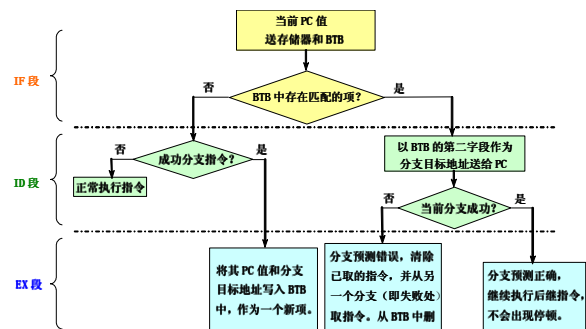 当前 PC 值
送存储器和 BTB
IF 段
否
BTB 中存在匹配的项？
是
以 BTB 的第二字段作为
分支目标地址送给 PC
否
成功分支指令？
是
ID 段
正常执行指令
否
当前分支成功？
是
EX 段
将其 PC 值和分支
目标地址写入 BTB
中，作为一个新项。
分支预测错误，清除
已取的指令，并从另
一个分支（即失败处）
取指令。从 BTB 中删
分支预测正确，
继续执行后继指令，
不会出现停顿。